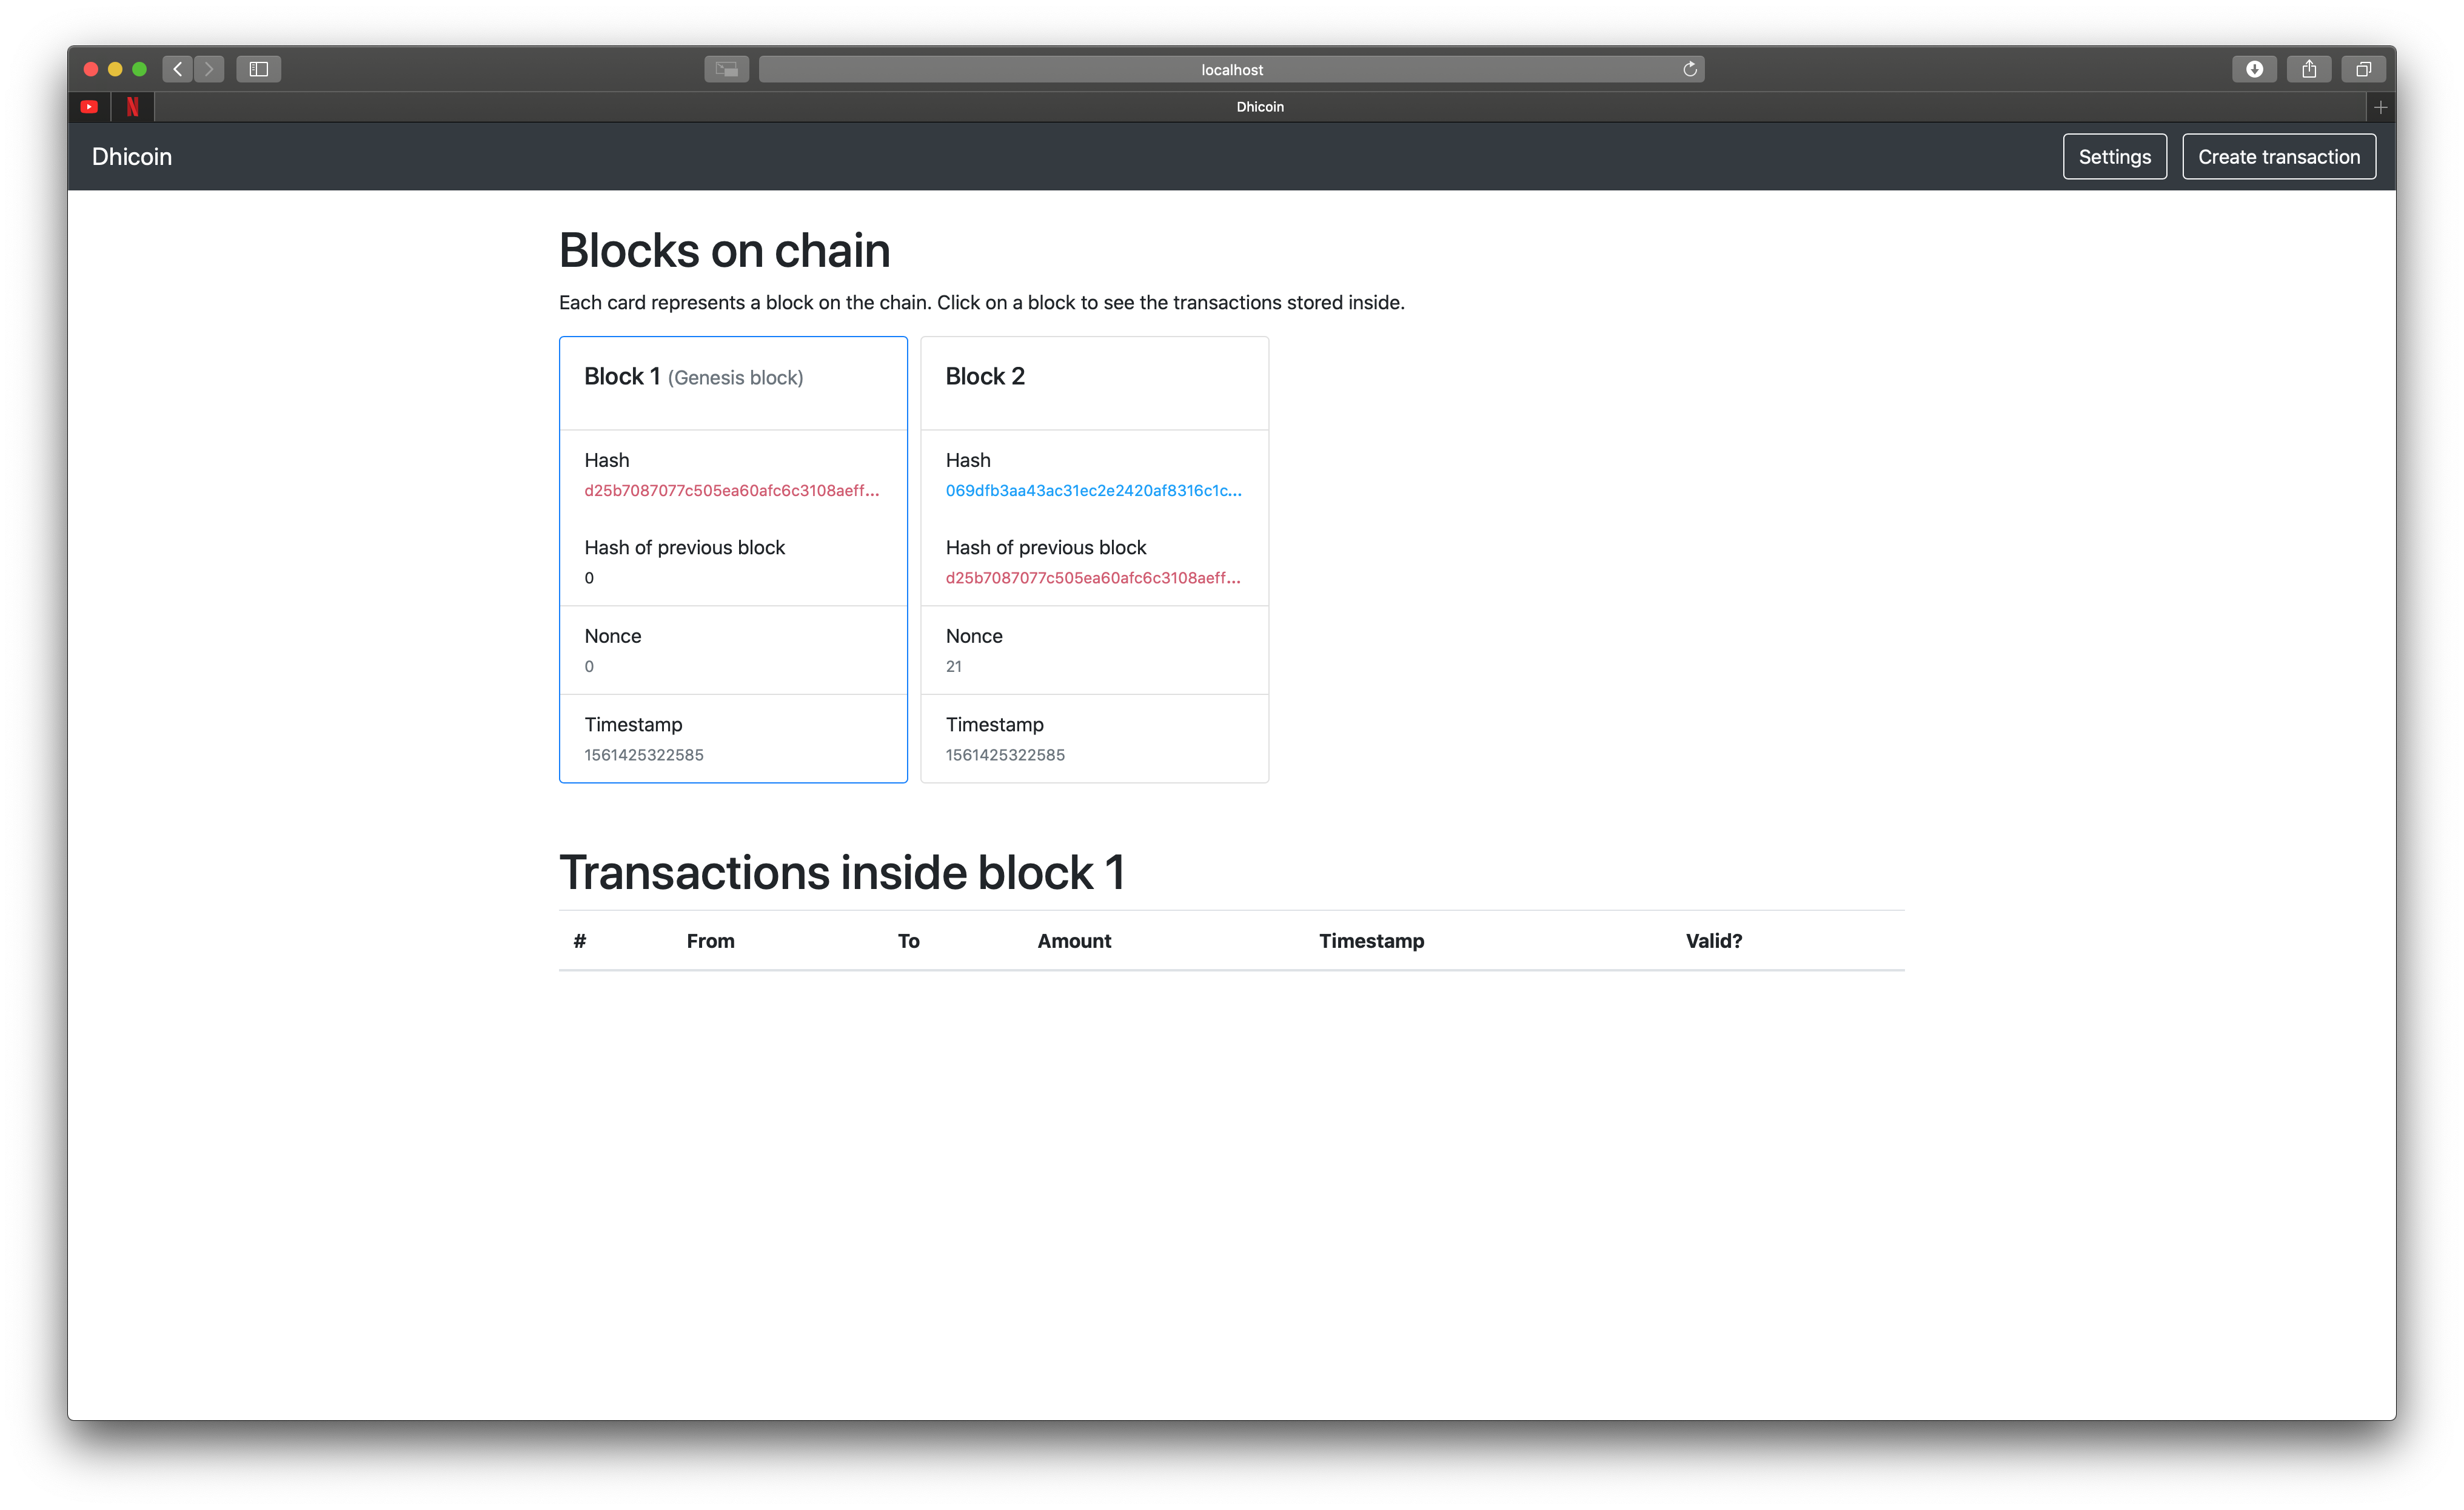 localhost
Dhicoin
Dhicoin
Settings
Create transaction
Blocks on chain
Each card represents a block on the chain. Click on a block to see the transactions stored inside.
Block 1 (Genesis block)
Hash
d25b7087077c505ea60afc6c3108aeff...
Hash of previous block
0
Nonce
0
Timestamp
1561425322585
Block 2
Hash
069dfb3aa43ac31ec2e2420af8316c1c...
Hash of previous block
d25b7087077c505ea60afc6c3108aeff...
Nonce
21
Timestamp
1561425322585
Transactions inside block 1
# From To Amount Timestamp Valid?